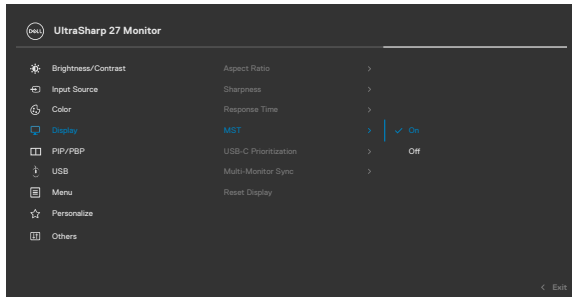 DELL
UltraSharp 27 Monitor
Brightness/Contrast
Aspect Ratio
Input Source
Sharpness
Color
Response Time
Display
MST
On
PIP/PBP
USB-C Prioritization
Off
USB
Multi-Monitor Sync
Menu
Reset Display
Personalize
Others
Exit